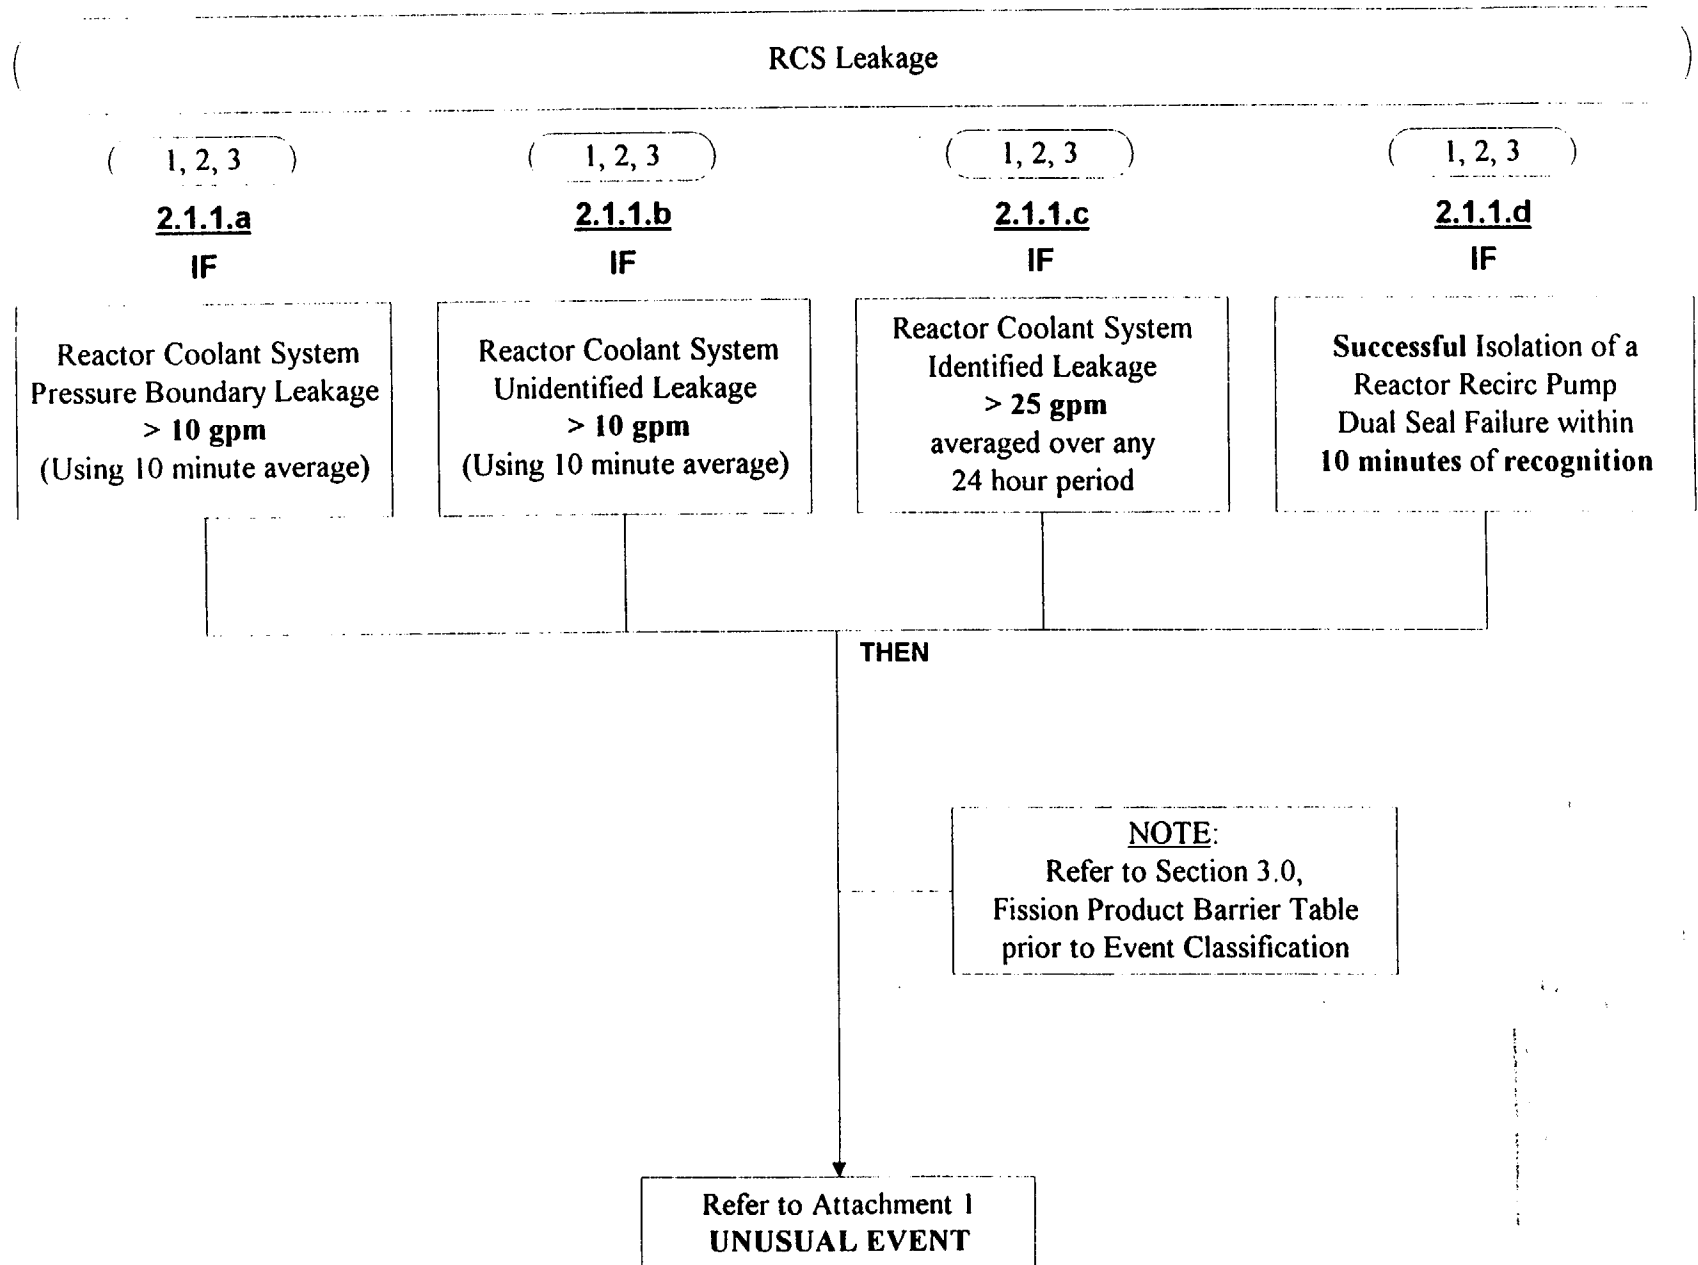 RCS Leakage
1, 2, 3
2.1.1.a
IF
Reactor Coolant System
Pressure Boundary Leakage
> 10 gpm
(Using 10 minute average)
1, 2, 3
2.1.1.b
IF
Reactor Coolant System
Unidentified Leakage
> 10 gpm
(Using 10 minute average)
1, 2, 3
2.1.1.c
IF
Reactor Coolant System
Identified Leakage
> 25 gpm
averaged over any
24 hour period
1, 2, 3
2.1.1.d
IF
Successful Isolation of a
Reactor Recirc Pump
Dual Seal Failure within
10 minutes of recognition
THEN
NOTE:
Refer to Section 3.0,
Fission Product Barrier Table
prior to Event Classification
Refer to Attachment 1
UNUSUAL EVENT